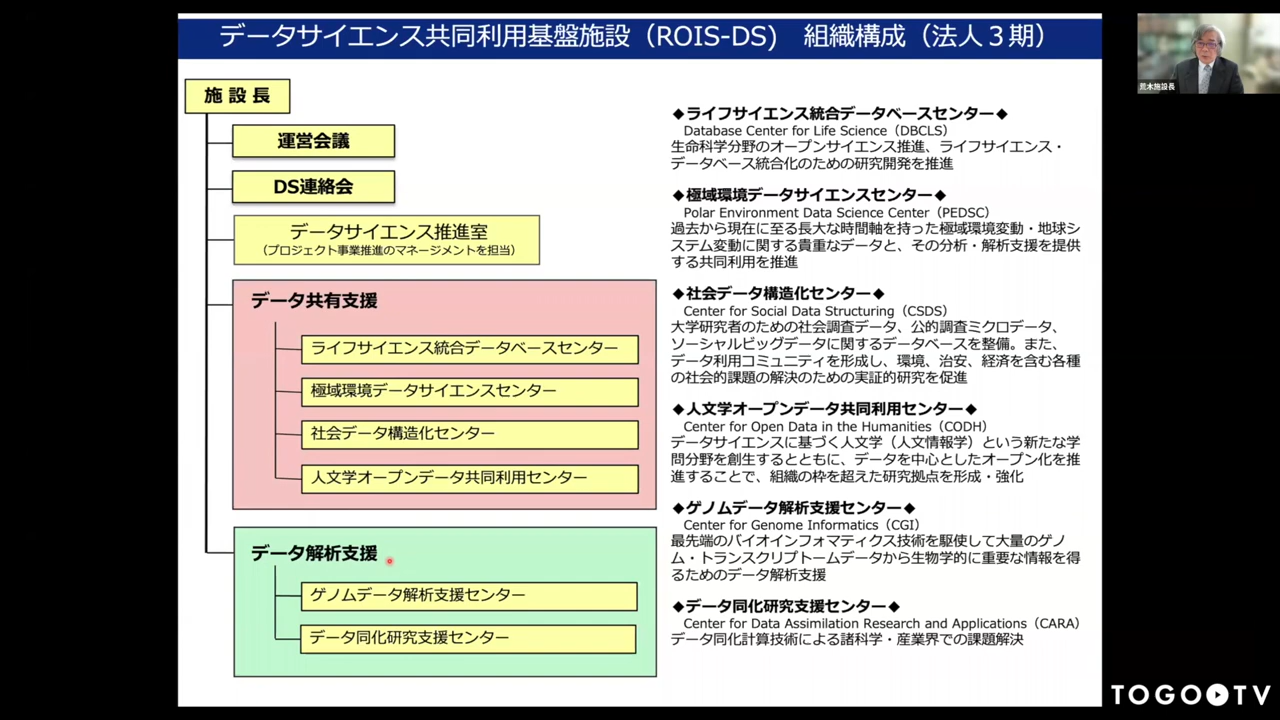 データサイエンス共同利用基盤施設（ROIS-DS） 組織構成（法人３期）
施 設 長
運営会議
DS連絡会
データサイエンス推進室
（プロジェクト事業推進のマネージメントを担当）
データ共有支援
ライフサイエンス統合データベースセンター
極域環境データサイエンスセンター
社会データ構造化センター
人文学オープンデータ共同利用センター
データ解析支援
ゲノムデータ解析支援センター
データ同化研究支援センター
◆ライフサイエンス統合データベースセンター◆
Database Center for Life Science（DBCLS）
生命科学分野のオープンサイエンス推進、ライフサイエンス・
データベース統合化のための研究開発を推進
◆極域環境データサイエンスセンター◆
Polar Environment Data Science Center（PEDSC）
過去から現在に至る長大な時間軸を持った極域環境変動・地球シ
ステム変動に関する貴重なデータと、その分析・解析支援を提供
する共同利用を推進
◆社会データ構造化センター◆
Center for Social Data Structuring（CSDS）
大学研究者のための社会調査データ、公的調査ミクロデータ、
ソーシャルビッグデータに関するデータベースを整備。また、
データ利用コミュニティを形成し、環境、治安、経済を含む各種
の社会的課題の解決のための実証的研究を促進
◆人文学オープンデータ共同利用センター◆
Center for Open Data in the Humanities（CODH）
データサイエンスに基づく人文学（人文情報学）という新たな学
問分野を創生するとともに、データを中心としたオープン化を推
進することで、組織の枠を超えた研究拠点を形成・強化
◆ゲノムデータ解析支援センター◆
Center for Genome Informatics（CGI）
最先端のバイオインフォマティクス技術を駆使して大量のゲノ
ム・トランスクリプトームデータから生物学的に重要な情報を得
るためのデータ解析支援
◆データ同化研究支援センター◆
Center for Data Assimilation Research and Applications（CARA）
データ同化計算技術による諸科学・産業界での課題解決
荒木施設長
TOGO TV